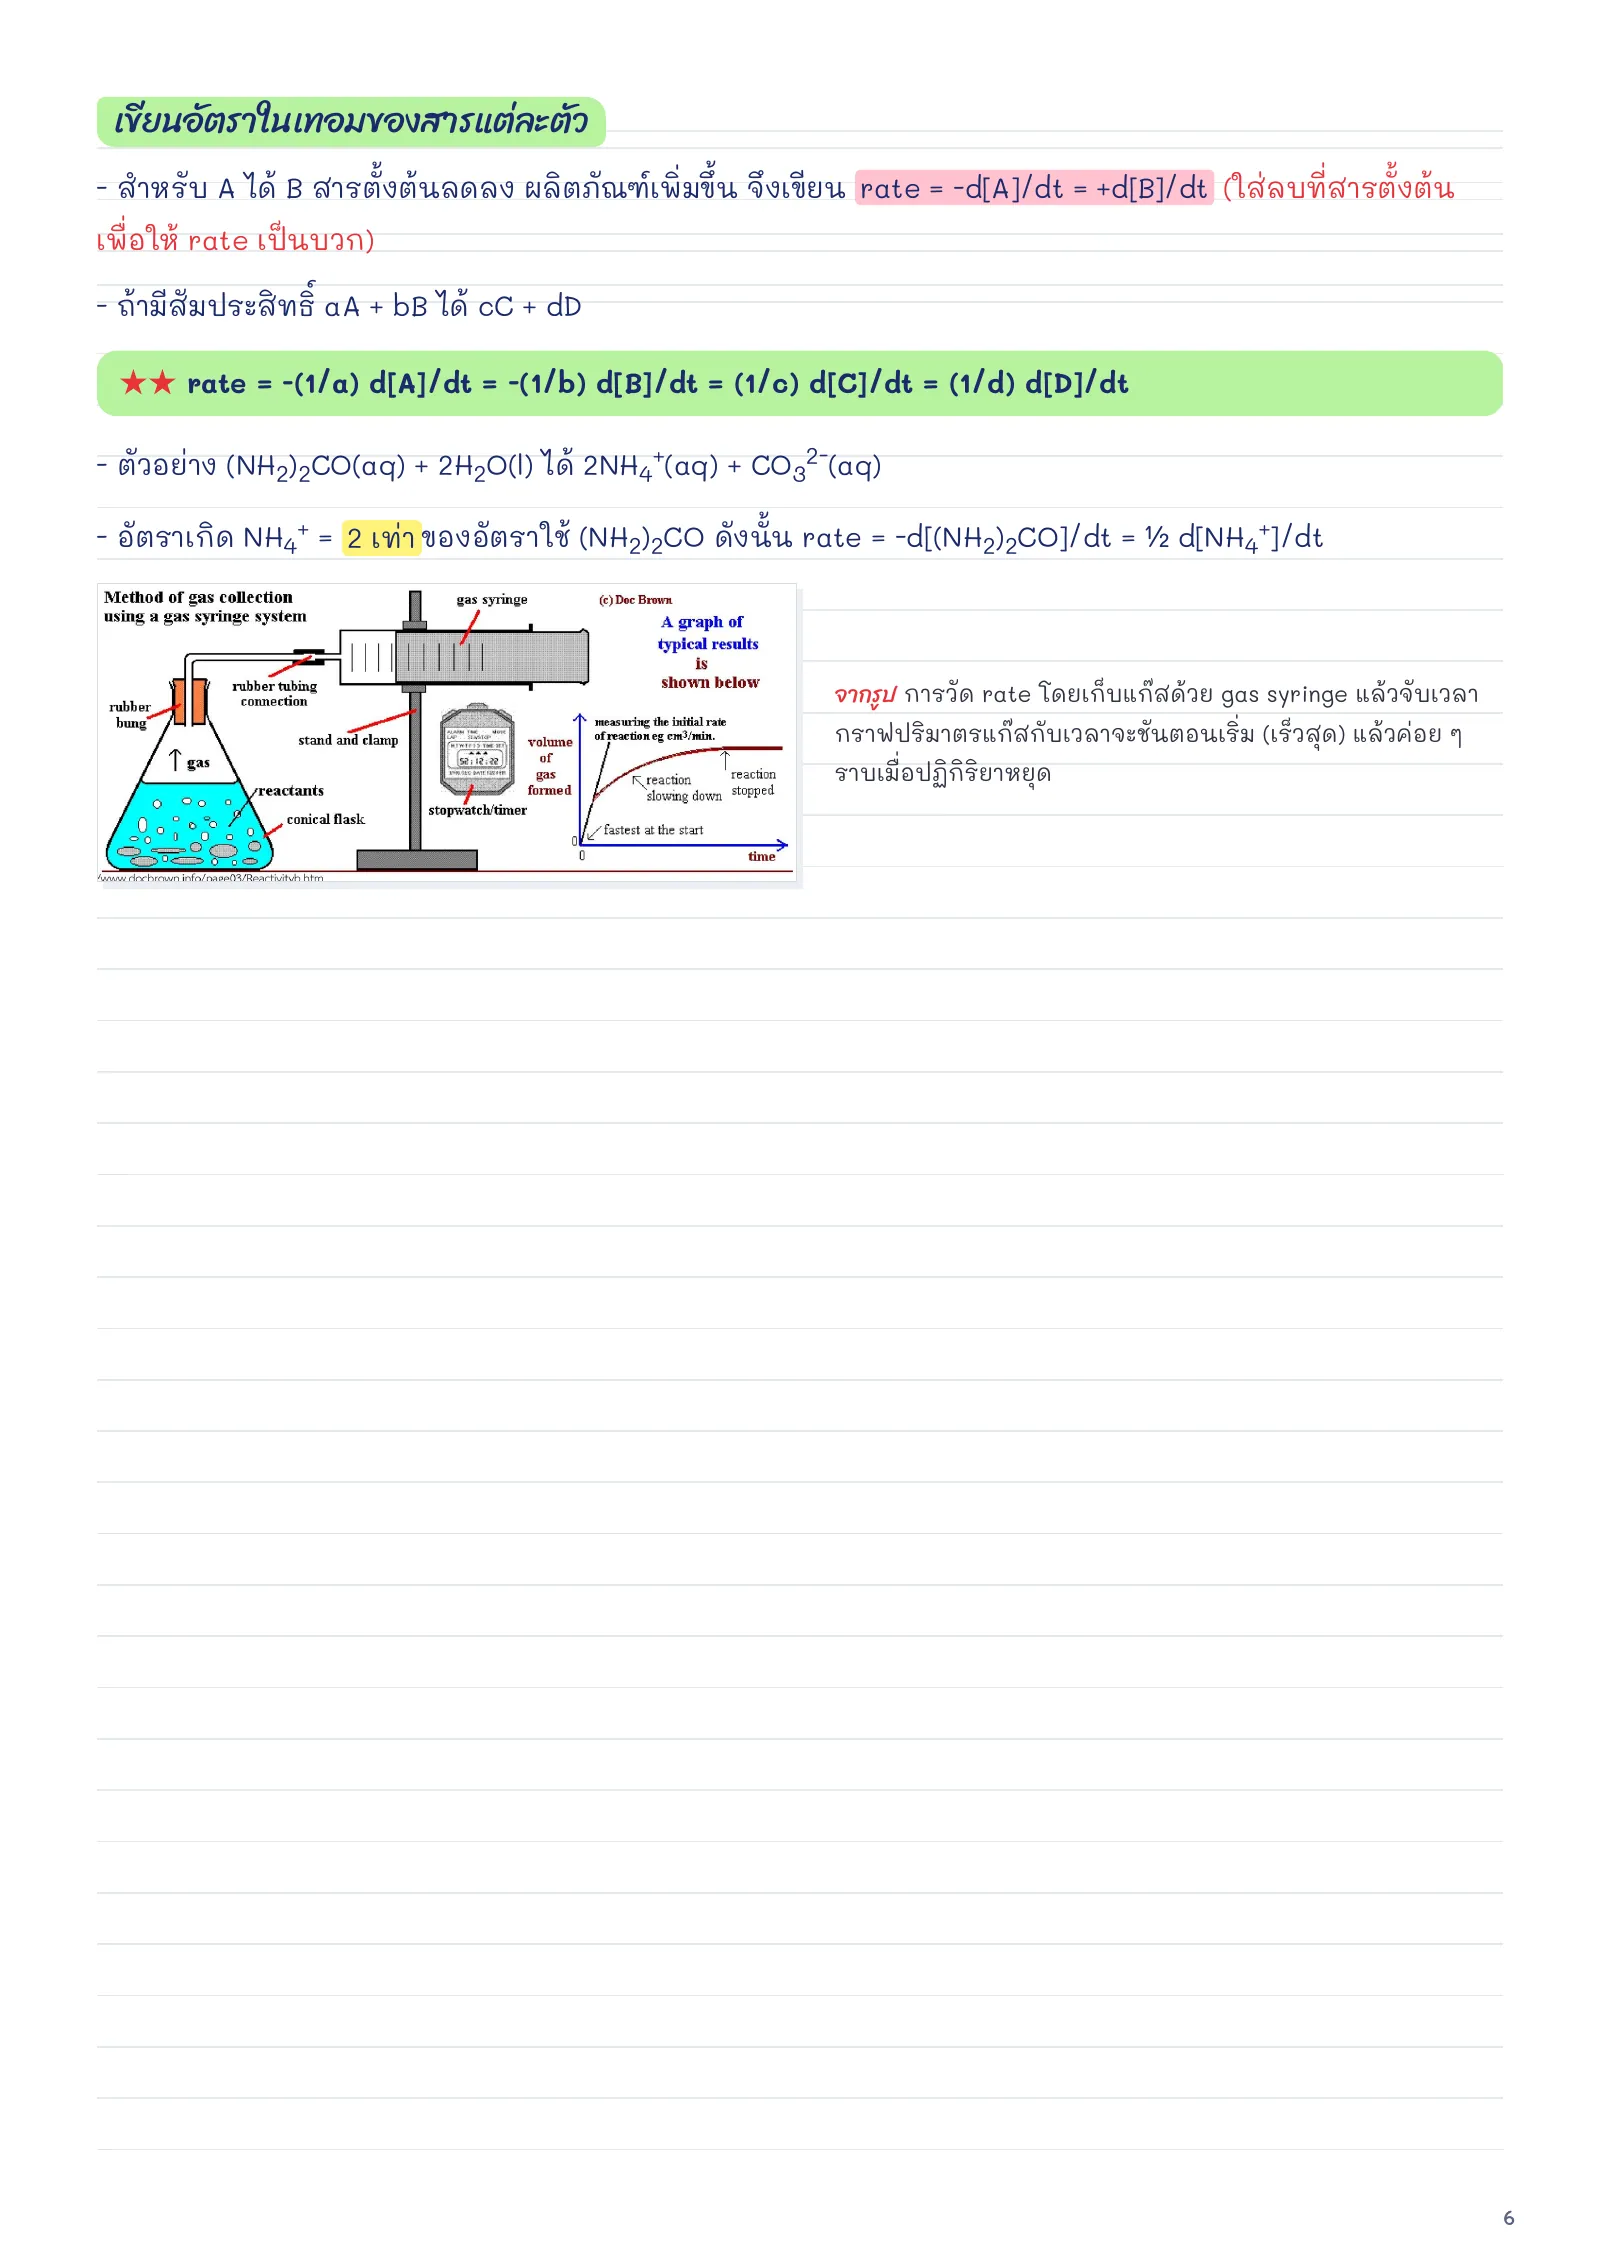 เขียนอัตราในเทอมของสารแต่ละตัว
- สำหรับ A ได้ B สารตั้งต้นลดลง ผลิตภัณฑ์เพิ่มขึ้น จึงเขียน rate = -d[A]/dt = +d[B]/dt (ใส่ลบที่สารตั้งต้น
เพื่อให้ rate เป็นบวก)
- ถ้ามีสัมประสิทธิ์ aA + bB ได้ cC + dD
★★ rate = -(1/a) d[A]/dt = -(1/b) d[B]/dt = (1/c) d[C]/dt = (1/d) d[D]/dt
- ตัวอย่าง (NH₂)₂CO(aq) + 2H₂O(l) ได้ 2NH₄⁺(aq) + CO₃²⁻(aq)
- อัตราเกิด NH₄⁺ = 2 เท่า ของอัตราใช้ (NH₂)₂CO ดังนั้น rate = -d[(NH₂)₂CO]/dt = ½ d[NH₄⁺]/dt
Method of gas collection
using a gas syringe system
gas syringe
(c) Doc Brown
A graph of
typical results
is
shown below
rubber tubing
connection
rubber
bung
stand and clamp
gas
reactants
conical flask
52:12:22
stopwatch/timer
volume
of
gas
formed
measuring the initial rate
of reaction eg cm³/min.
reaction
slowing down
reaction
stopped
fastest at the start
0
0
time
/www.docbrown.info/page03/Reactivityb.htm
จากรูป การวัด rate โดยเก็บแก๊สด้วย gas syringe แล้วจับเวลา
กราฟปริมาตรแก๊สกับเวลาจะชันตอนเริ่ม (เร็วสุด) แล้วค่อย ๆ
ราบเมื่อปฏิกิริยาหยุด
6